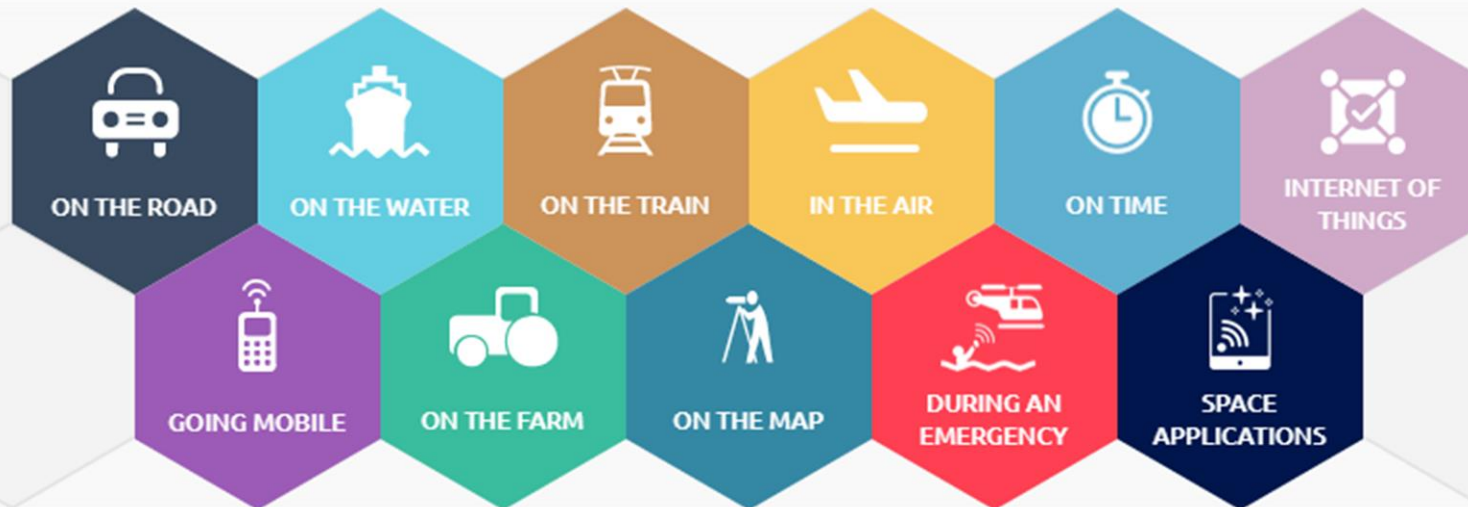 ON THE ROAD
ON THE WATER
ON THE TRAIN
IN THE AIR
ON TIME
INTERNET OF
THINGS
GOING MOBILE
ON THE FARM
ON THE MAP
DURING AN
EMERGENCY
SPACE
APPLICATIONS